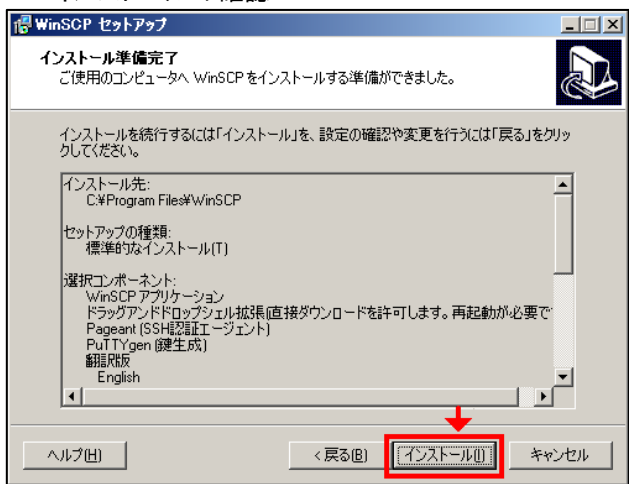 WinSCP セットアップ
インストール準備完了
ご使用のコンピュータへ WinSCP をインストールする準備ができました。
インストールを続行するには「インストール」を、設定の確認や変更を行うには「戻る」をクリッ
クしてください。
インストール先:
C:¥Program Files¥WinSCP
セットアップの種類:
標準的なインストール(T)
選択コンポーネント:
WinSCP アプリケーション
ドラッグアンドドロップシェル拡張(直接ダウンロードを許可します。再起動が必要で
Pageant (SSH認証エージェント)
PuTTYgen (鍵生成)
翻訳版
English
ヘルプ(H)
< 戻る(B)
インストール(I)
キャンセル